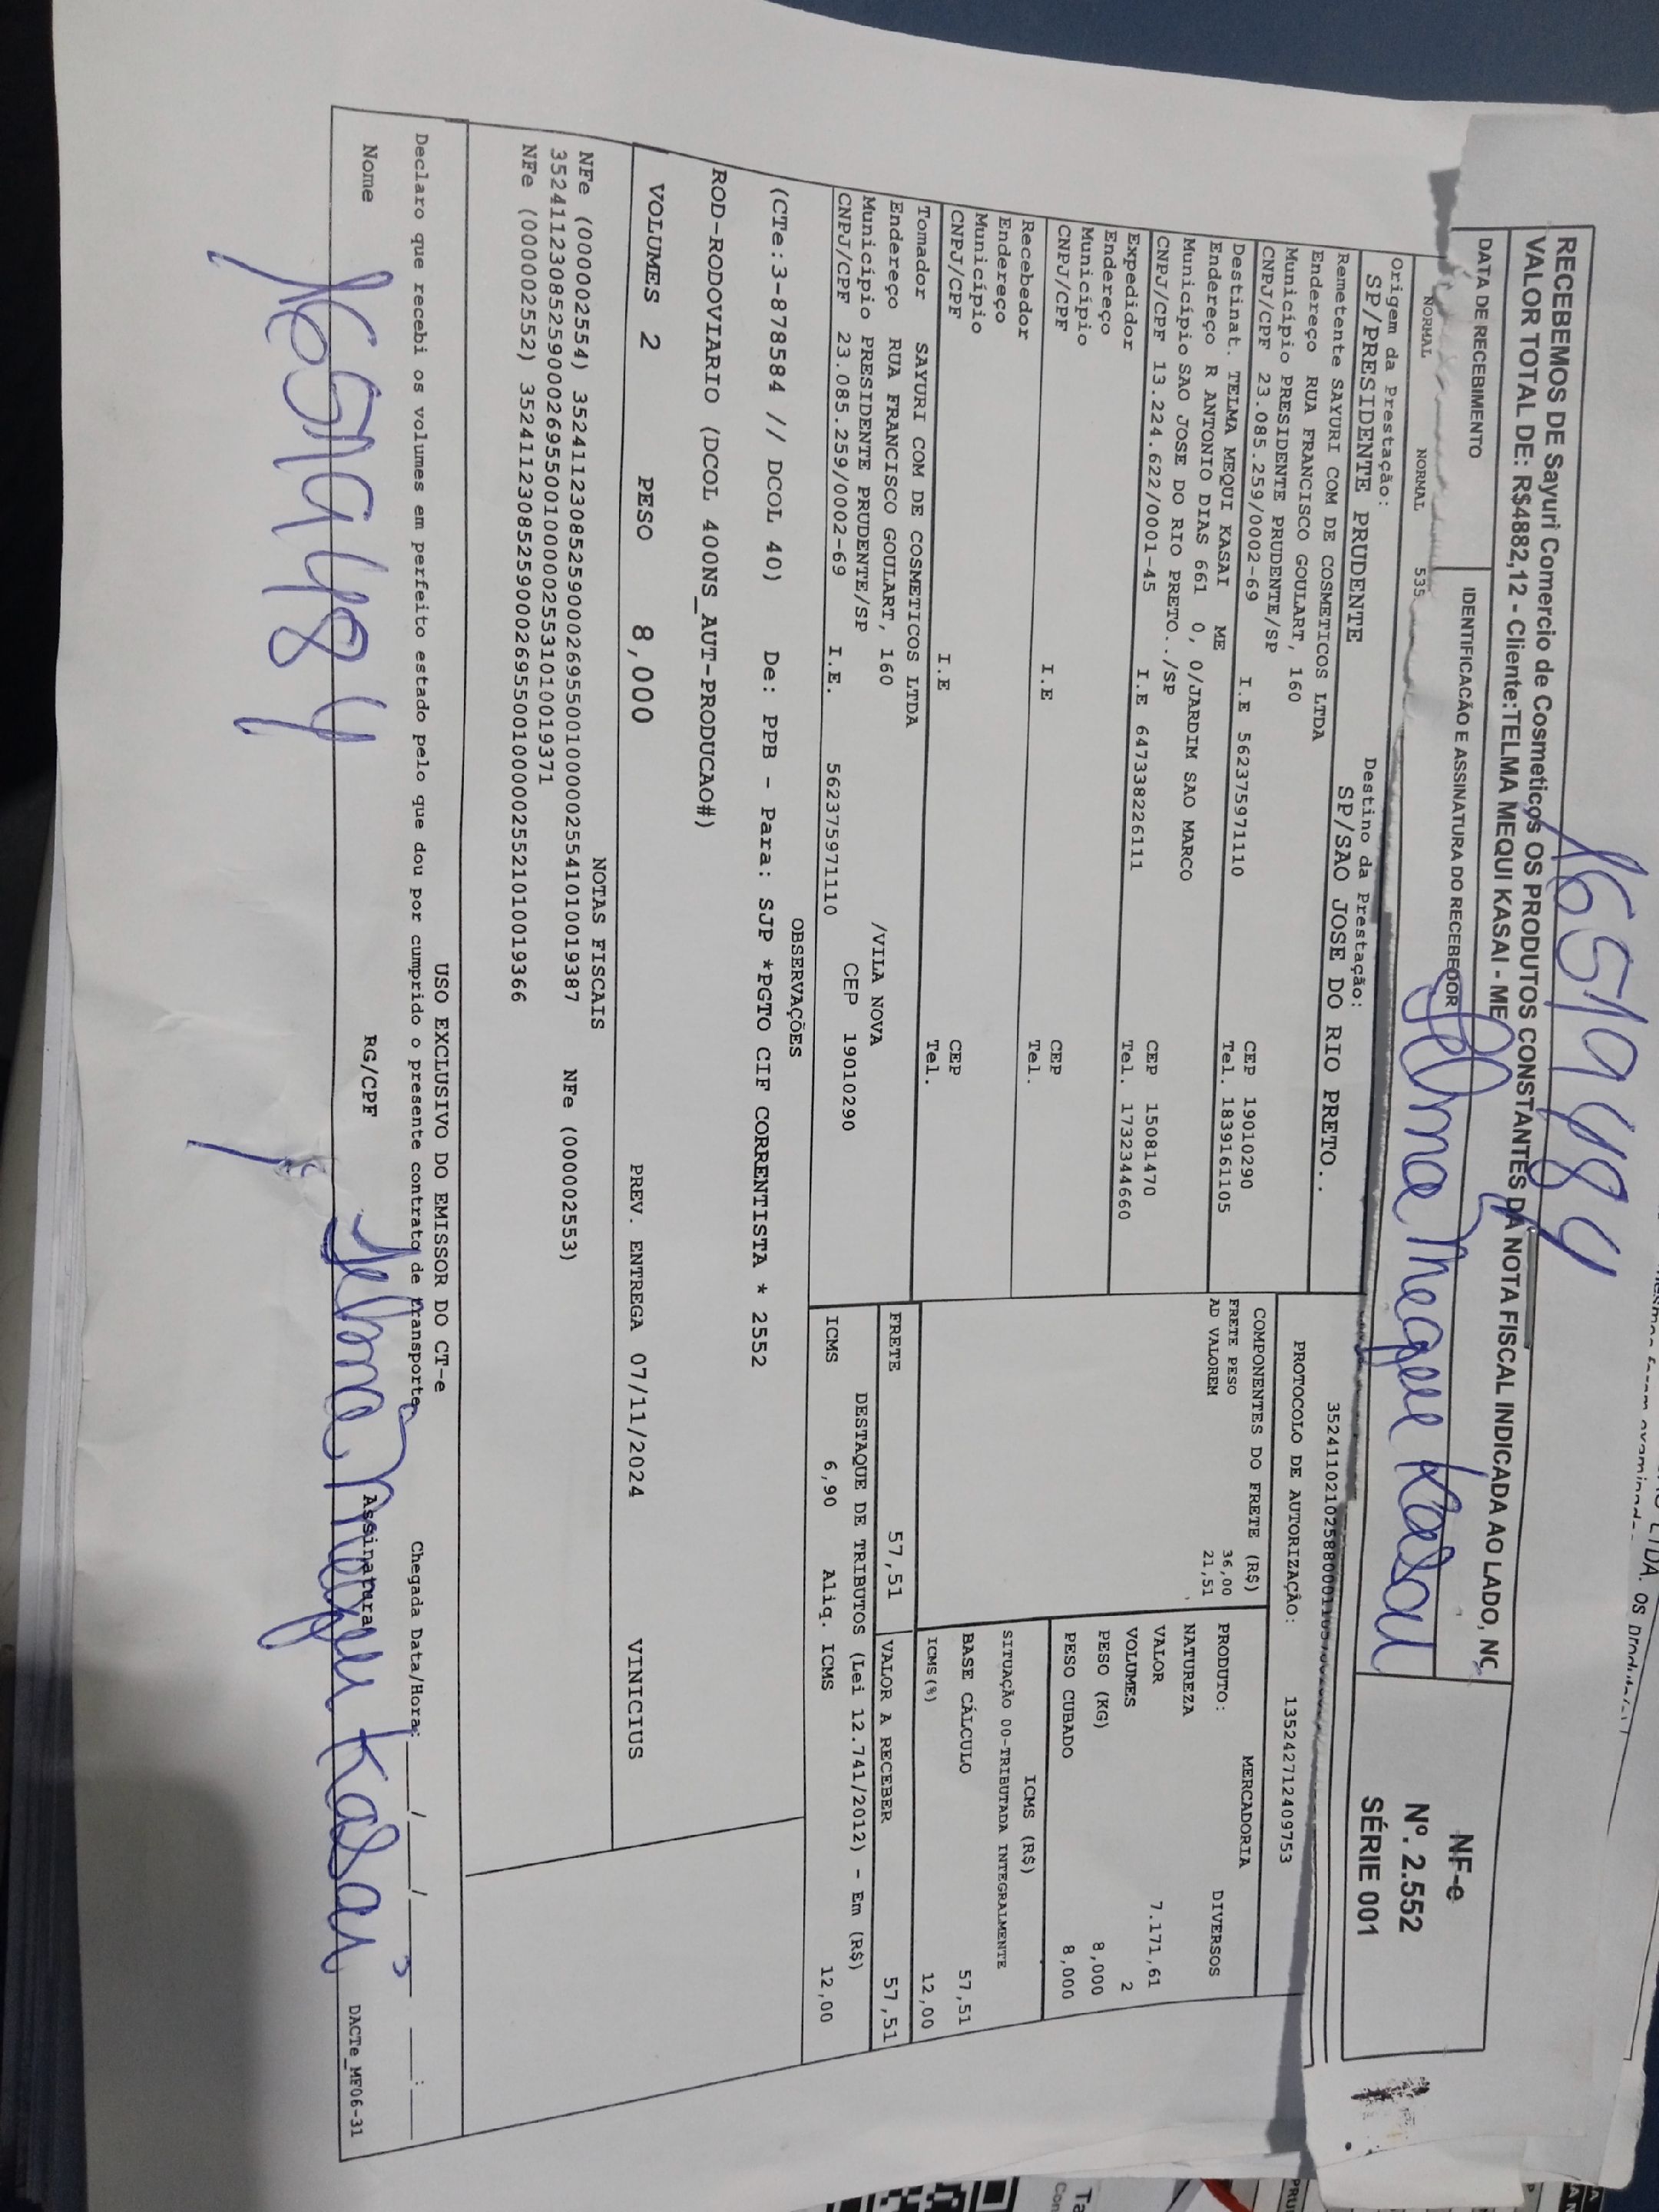 RECEBEMOS DE Sayuri Comercio de Cosmeticos OS PRODUTOS CONSTANTES DA NOTA FISCAL INDICADA AO LADO, NO
VALOR TOTAL DE: R$4882,12 - Cliente:TELMA MEQUI KASAI - ME
1651948 4
DATA DE RECEBIMENTO
IDENTIFICAÇÃO E ASSINATURA DO RECEBEDOR
Telma Mequi Kasai
NF-e
Nº. 2.552
SÉRIE 001
NORMAL NORMAL 535
Origem da Prestação: Destino da Prestação:
SP/PRESIDENTE PRUDENTE SP/SAO JOSE DO RIO PRETO..
PROTOCOLO DE AUTORIZAÇÃO: 135242712409753
Remetente SAYURI COM DE COSMETICOS LTDA
Endereço RUA FRANCISCO GOULART, 160
Município PRESIDENTE PRUDENTE/SP CEP 19010290
CNPJ/CPF 23.085.259/0002-69 I.E 562375971110 Tel. 1839161105
Destinat. TELMA MEQUI KASAI ME
Endereço R ANTONIO DIAS 661 0, 0/JARDIM SAO MARCO
Município SAO JOSE DO RIO PRETO../SP CEP 15081470
CNPJ/CPF 13.224.622/0001-45 I.E 647338226111 Tel. 1732344660
Expedidor
Endereço
Município CEP
CNPJ/CPF I.E Tel.
Recebedor
Endereço
Município CEP
CNPJ/CPF I.E Tel.
Tomador SAYURI COM DE COSMETICOS LTDA
Endereço RUA FRANCISCO GOULART, 160 /VILA NOVA
Município PRESIDENTE PRUDENTE/SP CEP 19010290
CNPJ/CPF 23.085.259/0002-69 I.E. 562375971110
COMPONENTES DO FRETE (R$)
FRETE PESO 36,00
AD VALOREM 21,51
MERCADORIA
PRODUTO: DIVERSOS
NATUREZA
VALOR 7.171,61
VOLUMES 2
PESO (KG) 8,000
PESO CUBADO 8,000
ICMS (R$)
SITUAÇÃO 00-TRIBUTADA INTEGRALMENTE
BASE CÁLCULO 57,51
ICMS(%) 12,00
FRETE 57,51 VALOR A RECEBER 57,51
DESTAQUE DE TRIBUTOS (Lei 12.741/2012) - Em (R$)
ICMS 6,90 Aliq. ICMS 12,00
OBSERVAÇÕES
(CTe:3-878584 // DCOL 40) De: PPB - Para: SJP *PGTO CIF CORRENTISTA * 2552
ROD-RODOVIARIO (DCOL 400NS_AUT-PRODUCAO#)
VOLUMES 2 PESO 8,000 PREV. ENTREGA 07/11/2024 VINICIUS
NOTAS FISCAIS
NFe (000002554) 35241123085259000269550010000025541010019387 NFe (000002553)
35241123085259000269550010000025531010019371
NFe (000002552) 35241123085259000269550010000025521010019366
USO EXCLUSIVO DO EMISSOR DO CT-e
Declaro que recebi os volumes em perfeito estado pelo que dou por cumprido o presente contrato de transporte. Chegada Data/Hora: ____/____/____ ____:____
Nome RG/CPF Assinatura DACTe_MF06-31
Telma Mequi Kasai